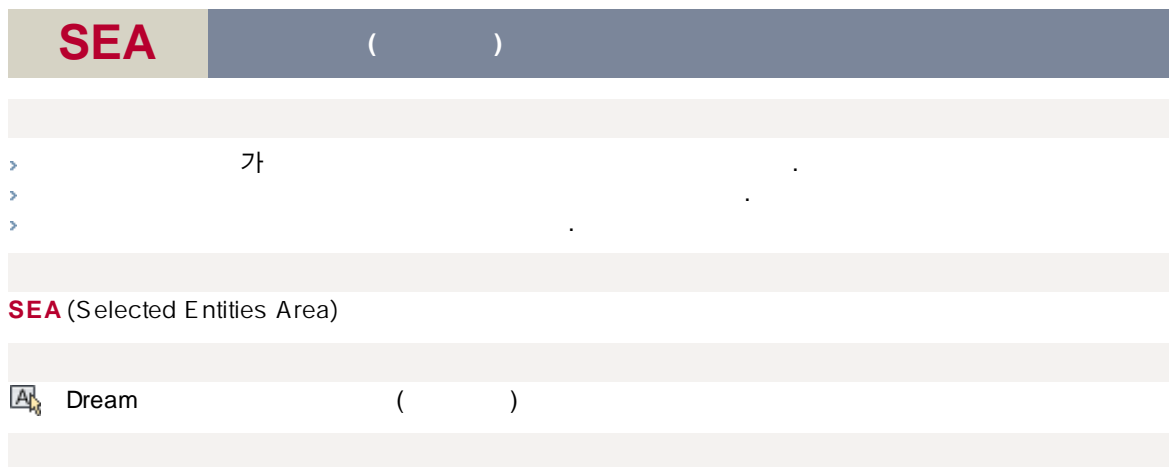 SEA ( )
가 .
.
.
SEA (Selected Entities Area)
Dream ( )